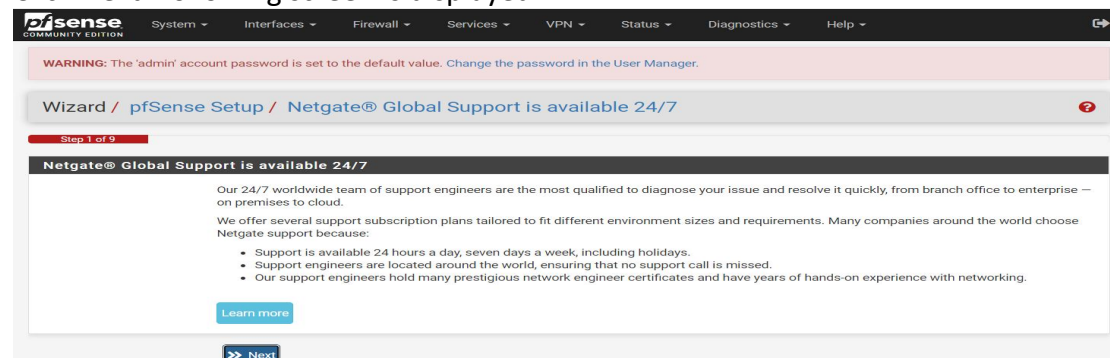 pfsense
COMMUNITY EDITION
System
Interfaces
Firewall
Services
VPN
Status
Diagnostics
Help
WARNING: The 'admin' account password is set to the default value. Change the password in the User Manager.
Wizard / pfSense Setup / Netgate® Global Support is available 24/7
Step 1 of 9
Netgate® Global Support is available 24/7
Our 24/7 worldwide team of support engineers are the most qualified to diagnose your issue and resolve it quickly, from branch office to enterprise —
on premises to cloud.
We offer several support subscription plans tailored to fit different environment sizes and requirements. Many companies around the world choose
Netgate support because:
• Support is available 24 hours a day, seven days a week, including holidays.
• Support engineers are located around the world, ensuring that no support call is missed.
• Our support engineers hold many prestigious network engineer certificates and have years of hands-on experience with networking.
Learn more
>> Next